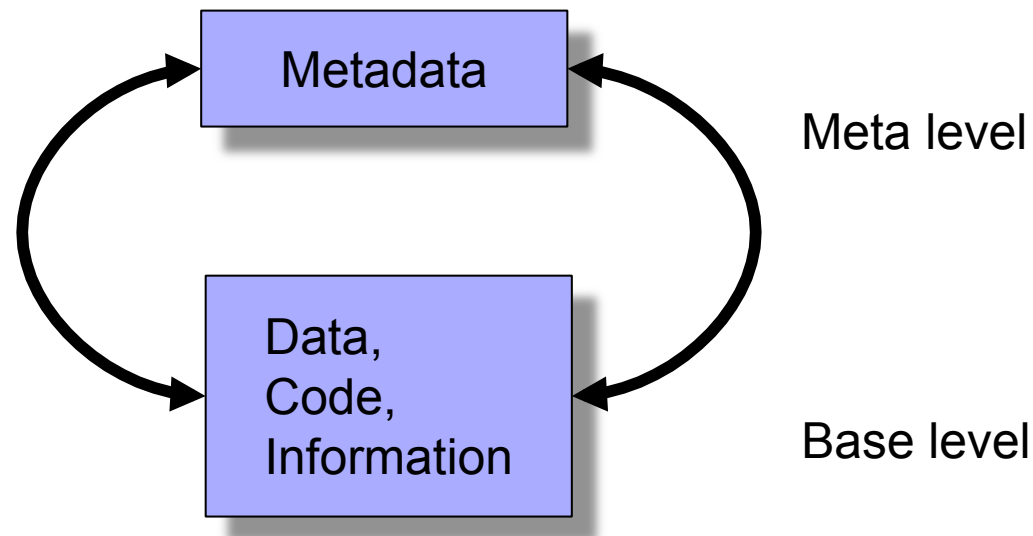 Metadata
Meta level
Data,
Code,
Information
Base level